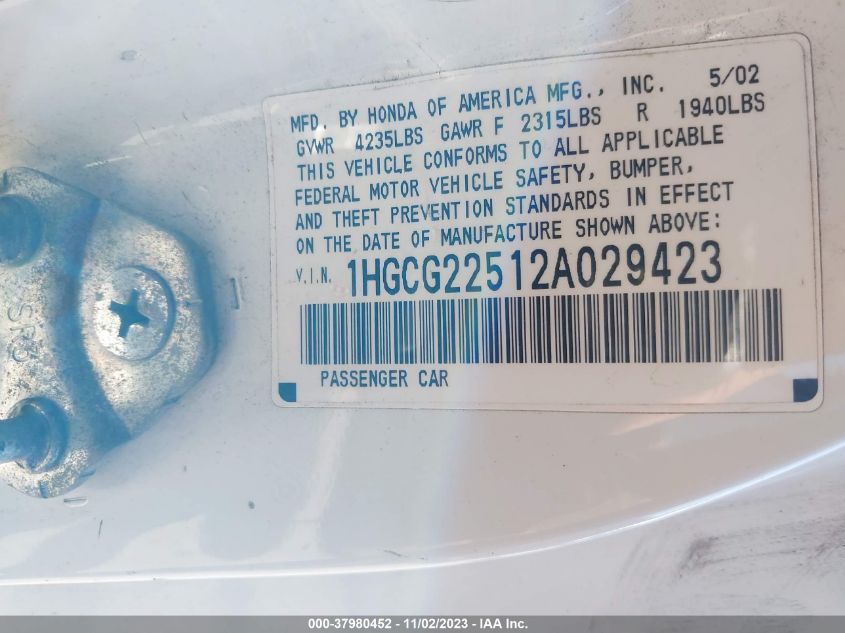 MFD. BY HONDA OF AMERICA MFG., INC. 5/02
GVWR 4235LBS GAWR F 2315LBS R 1940LBS
THIS VEHICLE CONFORMS TO ALL APPLICABLE
FEDERAL MOTOR VEHICLE SAFETY, BUMPER,
AND THEFT PREVENTION STANDARDS IN EFFECT
ON THE DATE OF MANUFACTURE SHOWN ABOVE:
V.I.N. 1HGCG22512A029423
PASSENGER CAR
000-37980452 - 11/02/2023 - IAA Inc.